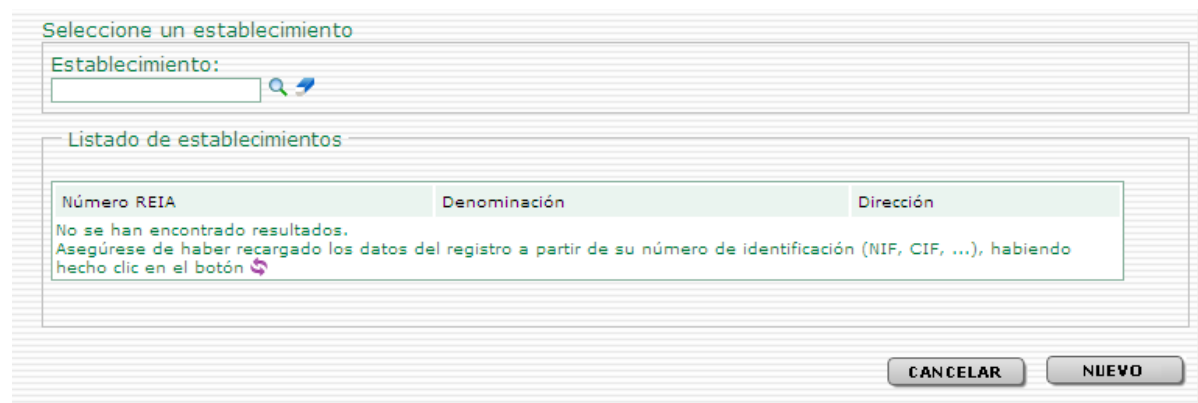 Seleccione un establecimiento
Establecimiento:
Listado de establecimientos
Número REIA Denominación Dirección
No se han encontrado resultados.
Asegúrese de haber recargado los datos del registro a partir de su número de identificación (NIF, CIF, ...), habiendo
hecho clic en el botón
CANCELAR NUEVO